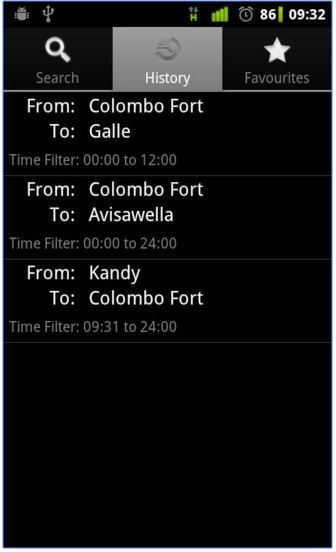 86 09:32
Search History Favourites
From: Colombo Fort
To: Galle
Time Filter: 00:00 to 12:00
From: Colombo Fort
To: Avisawella
Time Filter: 00:00 to 24:00
From: Kandy
To: Colombo Fort
Time Filter: 09:31 to 24:00